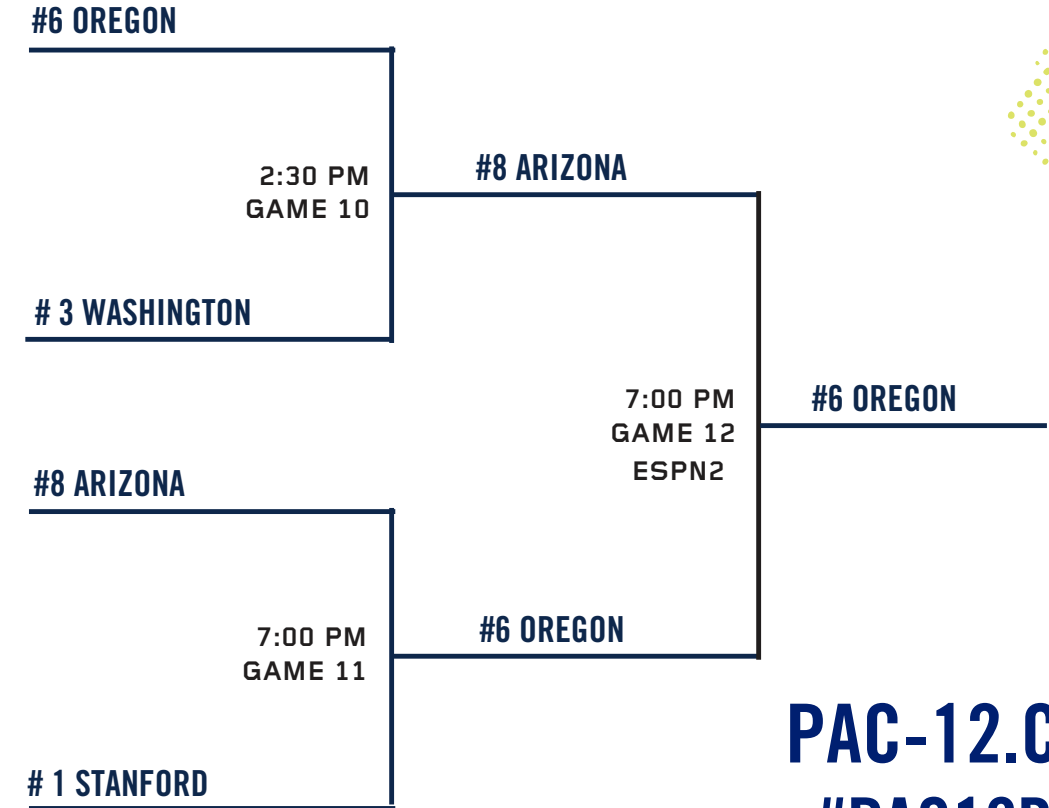 #6 OREGON
2:30 PM
GAME 10
#8 ARIZONA
# 3 WASHINGTON
7:00 PM
GAME 12
ESPN2
#6 OREGON
#8 ARIZONA
7:00 PM
GAME 11
#6 OREGON
# 1 STANFORD
PAC-12.C